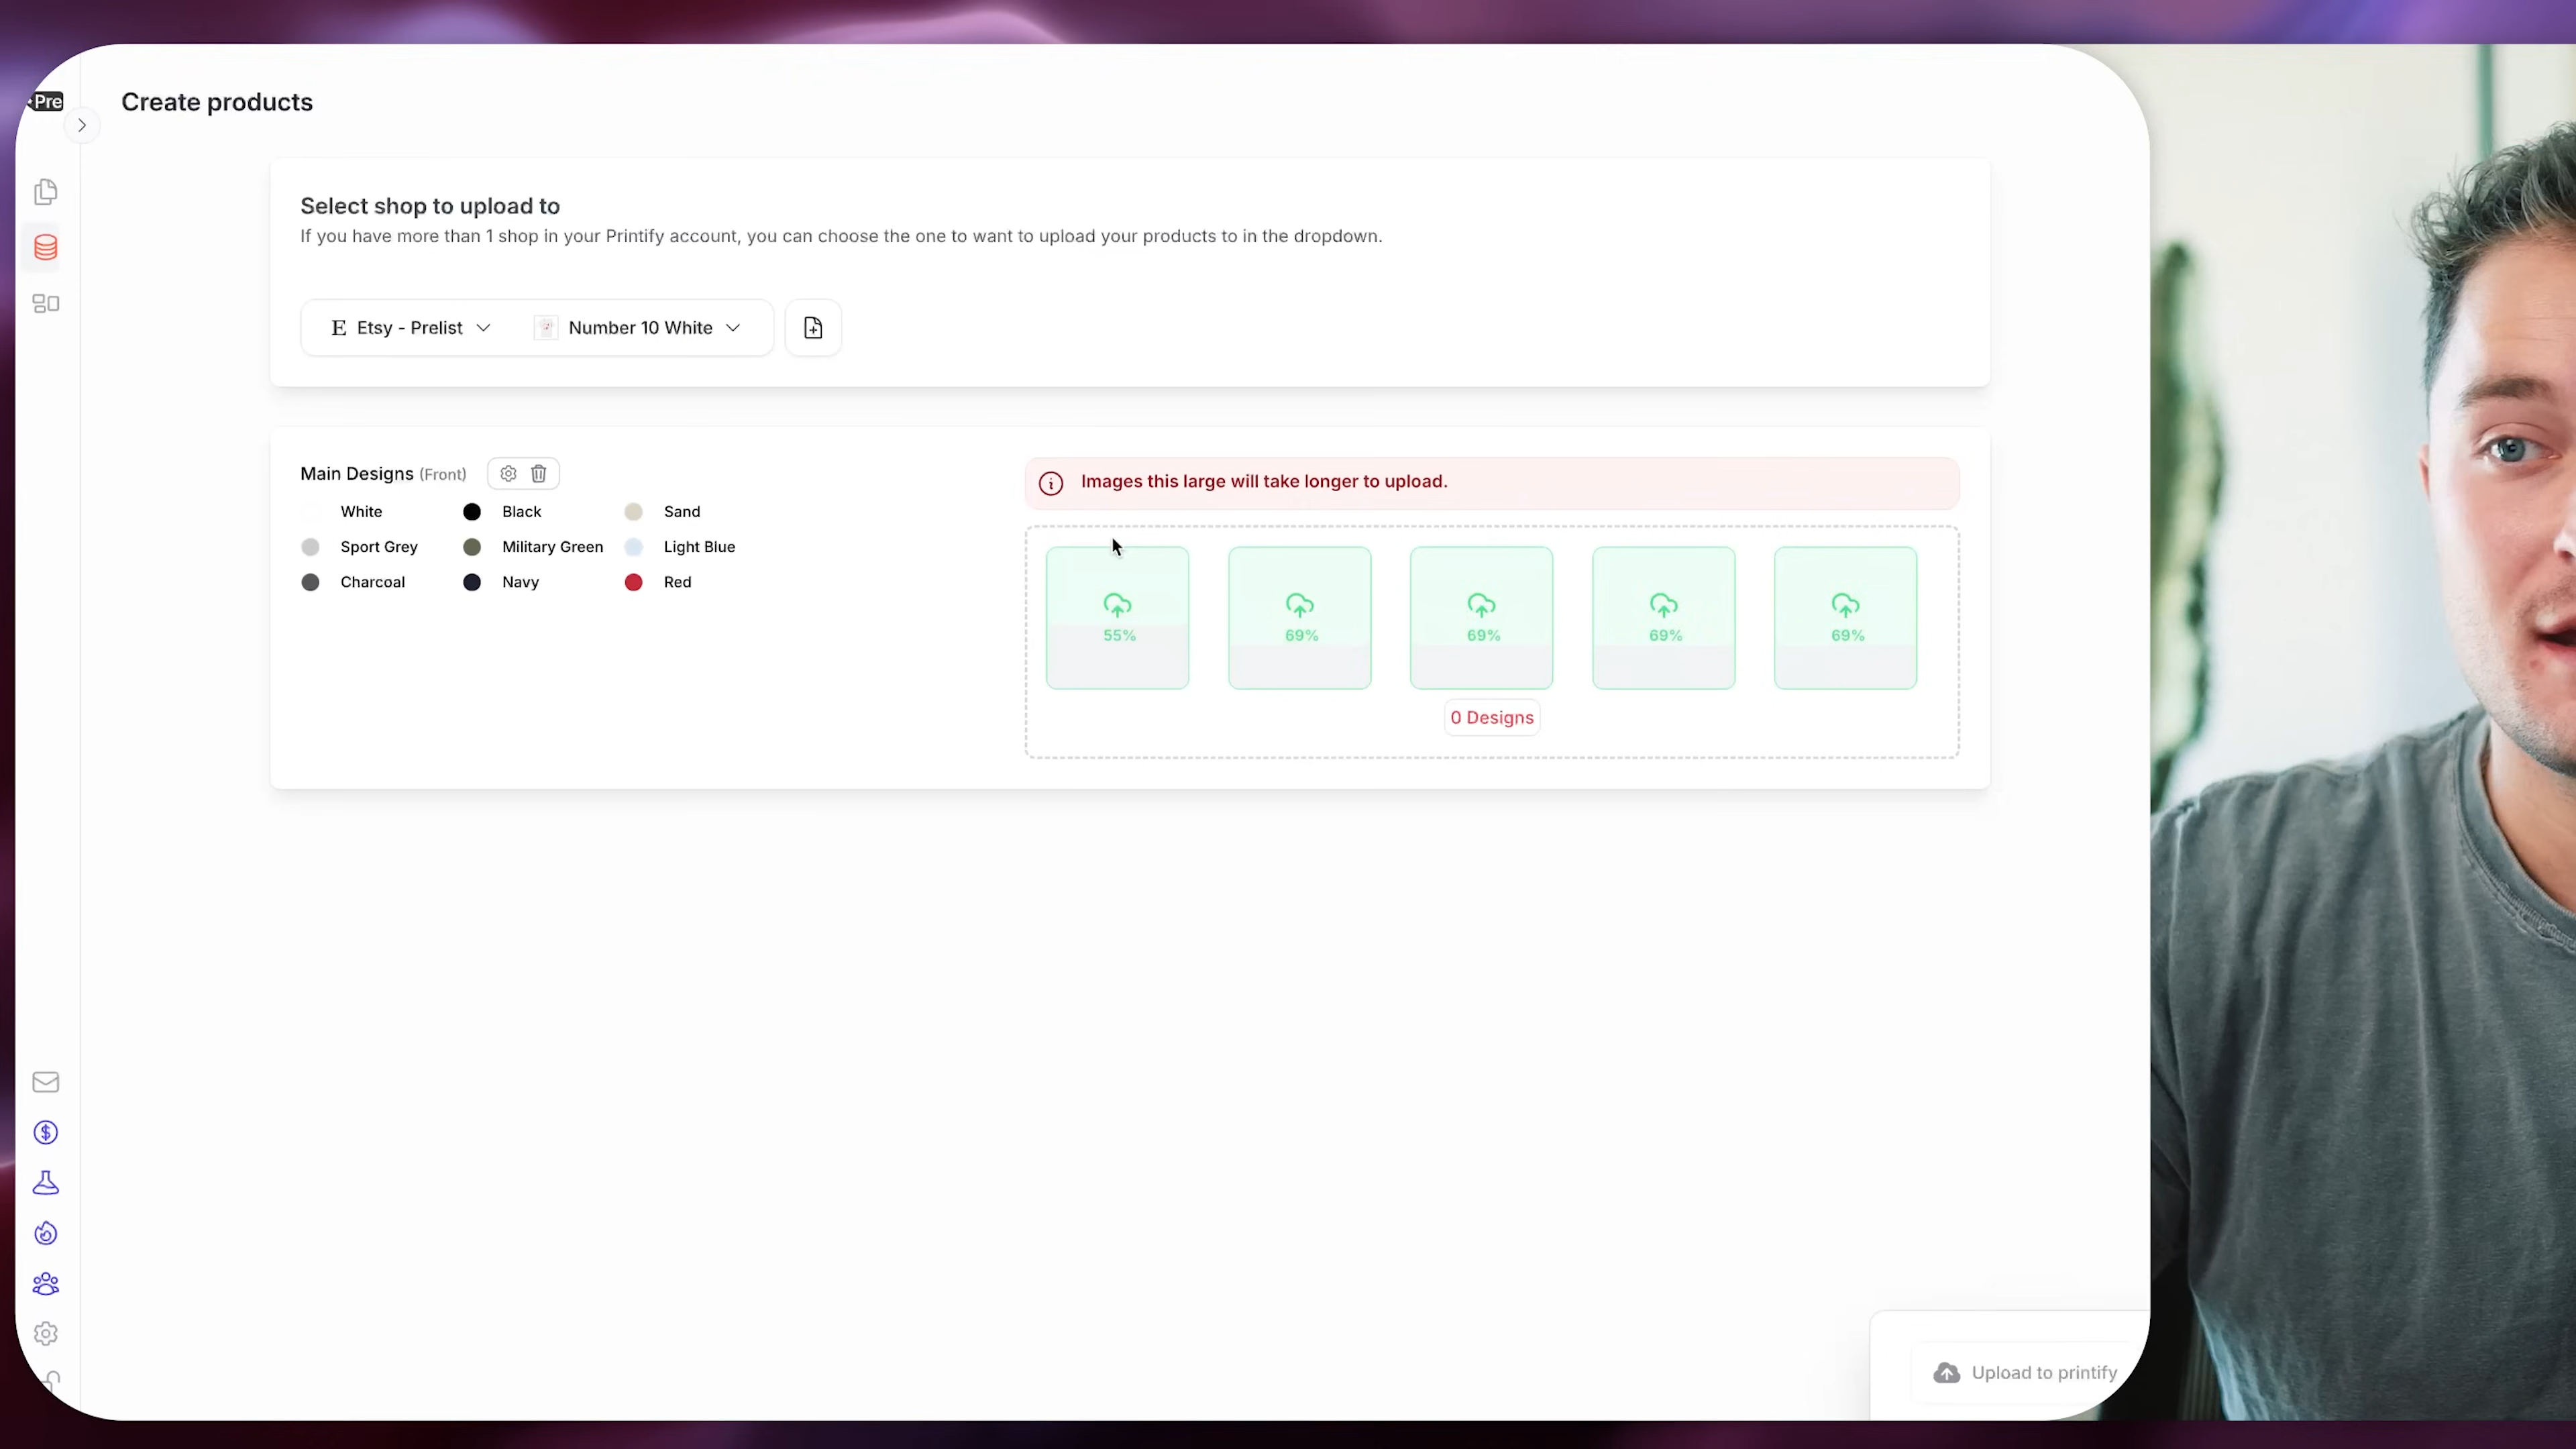 Pre
Create products
Select shop to upload to
If you have more than 1 shop in your Printify account, you can choose the one to want to upload your products to in the dropdown.
E Etsy - Prelist
Number 10 White
Main Designs (Front)
White
Black
Sand
Sport Grey
Military Green
Light Blue
Charcoal
Navy
Red
Images this large will take longer to upload.
55%
69%
69%
69%
69%
0 Designs
Upload to printify